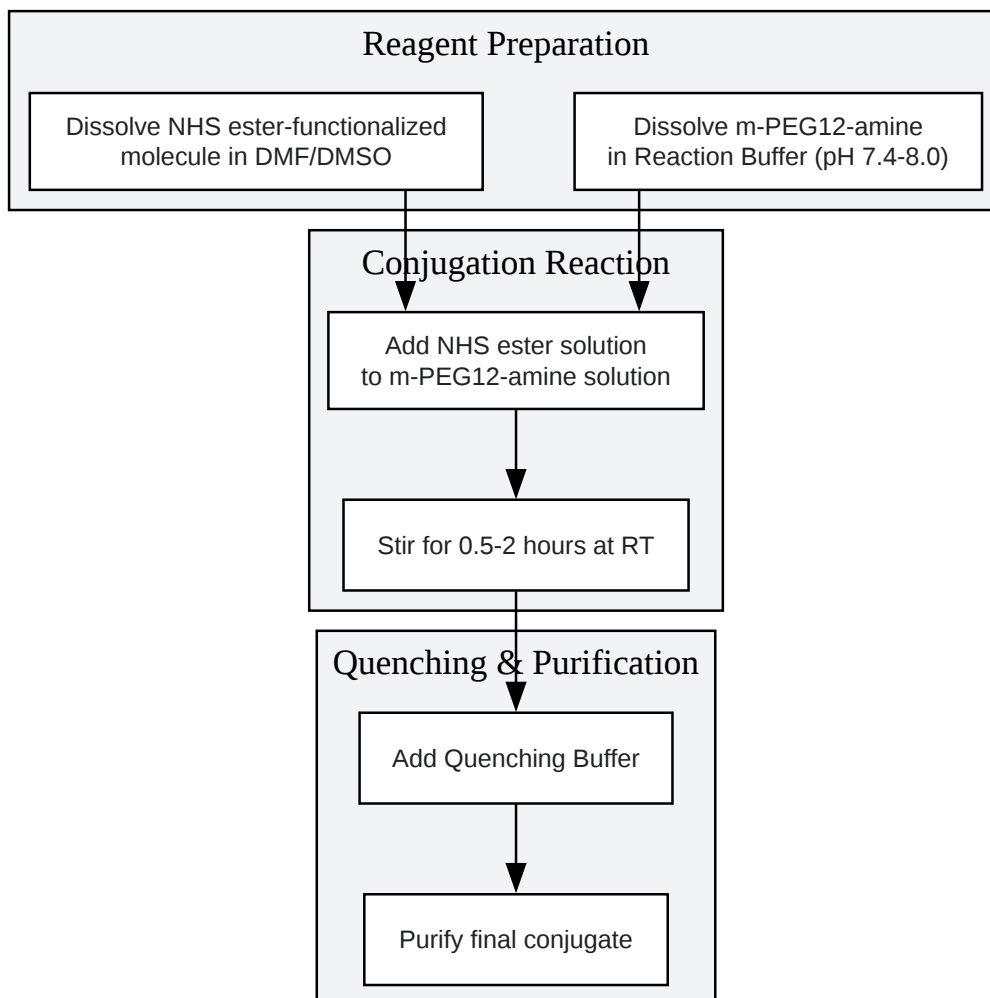 Reagent Preparation
Dissolve NHS ester-functionalized
molecule in DMF/DMSO
Dissolve m-PEG12-amine
in Reaction Buffer (pH 7.4-8.0)
Conjugation Reaction
Add NHS ester solution
to m-PEG12-amine solution
Stir for 0.5-2 hours at RT
Quenching & Purification
Add Quenching Buffer
Purify final conjugate